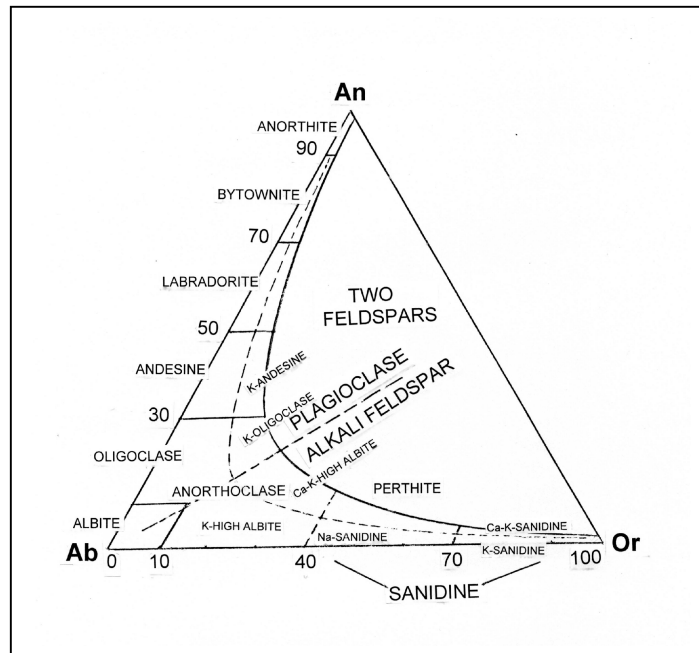 An
ANORTHITE
90
BYTOWNITE
70
LABRADORITE
TWO
FELDSPARS
50
ANDESINE
K-ANDESINE
PLAGIOCLASE
30
K-OLIGOCLASE
ALKALI FELDSPAR
OLIGOCLASE
Ca-K-HIGH ALBITE
ANORTHOCLASE
PERTHITE
ALBITE
K-HIGH ALBITE
Ca-K-SANIDINE
Na-SANIDINE
K-SANIDINE
Ab
Or
0
10
40
70
100
SANIDINE